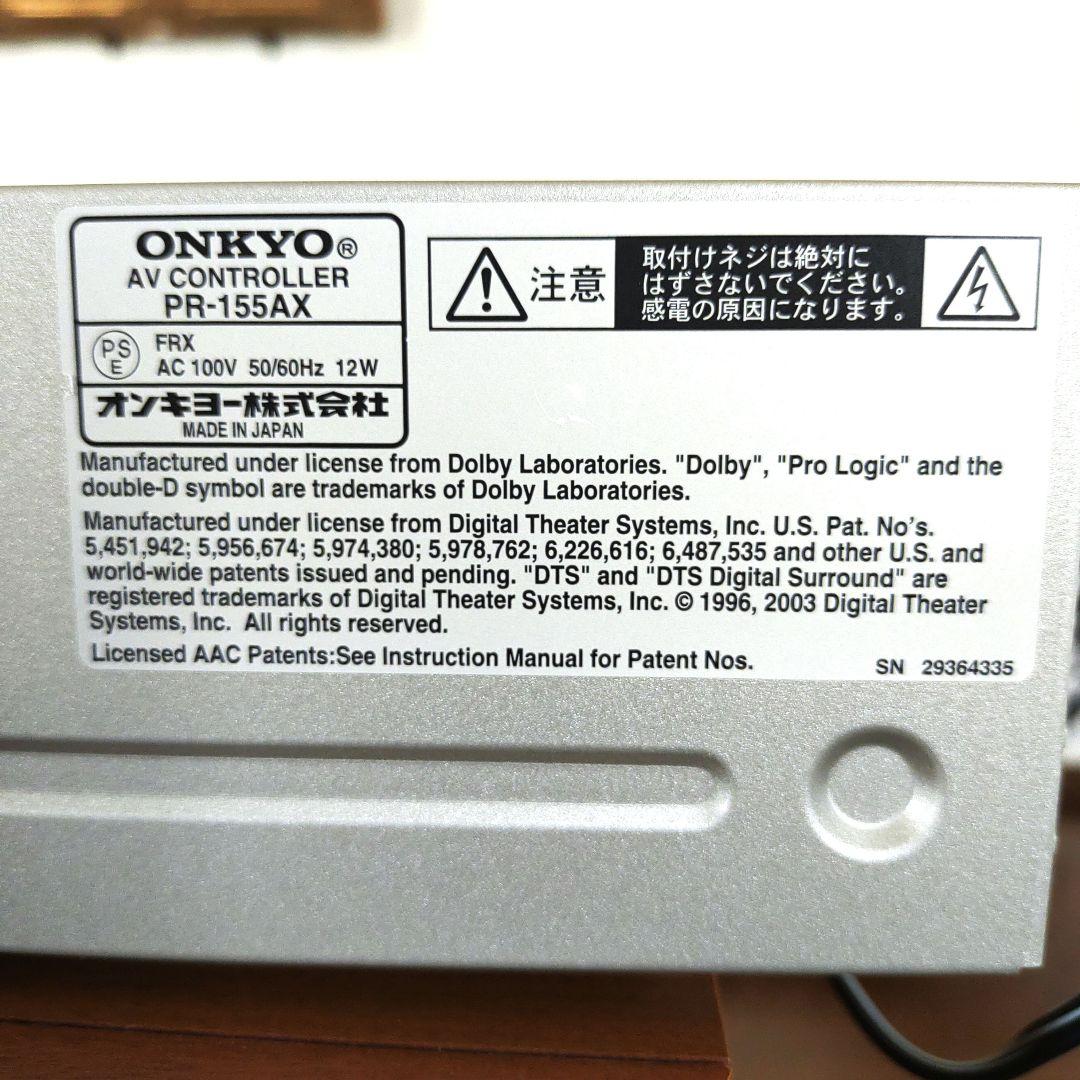 ONKYO®
AV CONTROLLER
PR-155AX
PS
E
FRX
AC 100V 50/60Hz 12W
オンキヨー株式会社
MADE IN JAPAN
注意
取付けネジは絶対に
はずさないでください。
感電の原因になります。
Manufactured under license from Dolby Laboratories. "Dolby", "Pro Logic" and the
double-D symbol are trademarks of Dolby Laboratories.
Manufactured under license from Digital Theater Systems, Inc. U.S. Pat. No's.
5,451,942; 5,956,674; 5,974,380; 5,978,762; 6,226,616; 6,487,535 and other U.S. and
world-wide patents issued and pending. "DTS" and "DTS Digital Surround" are
registered trademarks of Digital Theater Systems, Inc. © 1996, 2003 Digital Theater
Systems, Inc. All rights reserved.
Licensed AAC Patents:See Instruction Manual for Patent Nos.
SN 29364335